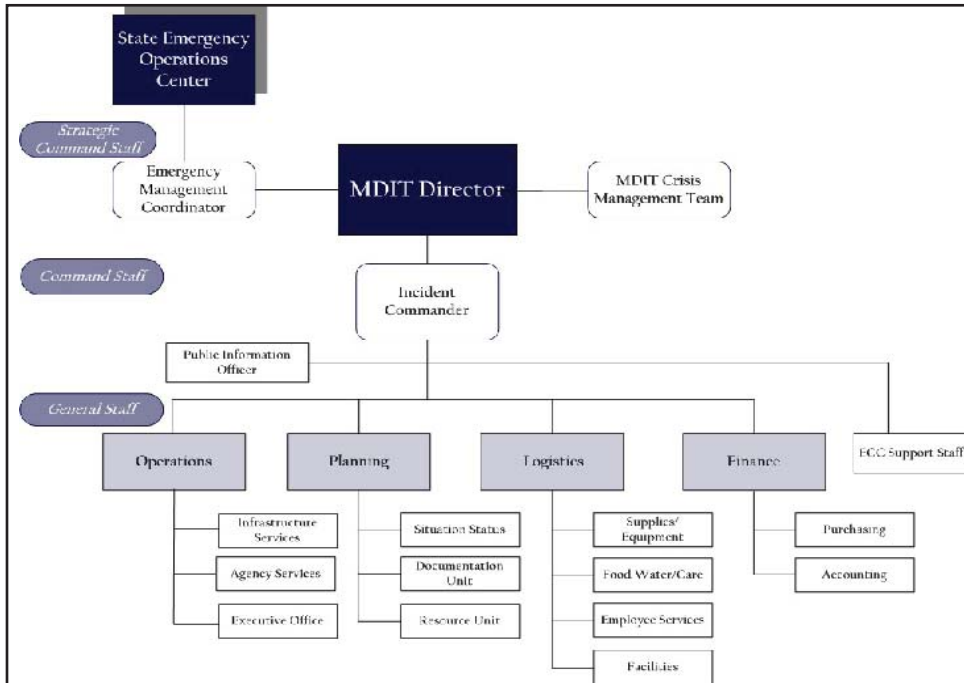 State Emergency
Operations
Center
Strategic
Command Staff
Emergency
Management
Coordinator
MDIT Director
MDIT Crisis
Management Team
Command Staff
Incident
Commander
Public Information
Officer
General Staff
Operations
Planning
Logistics
Finance
ECC Support Staff
Infrastructure
Services
Agency Services
Executive Office
Situation Status
Documentation
Unit
Resource Unit
Supplies/
Equipment
Food Water/Care
Employee Services
Facilities
Purchasing
Accounting